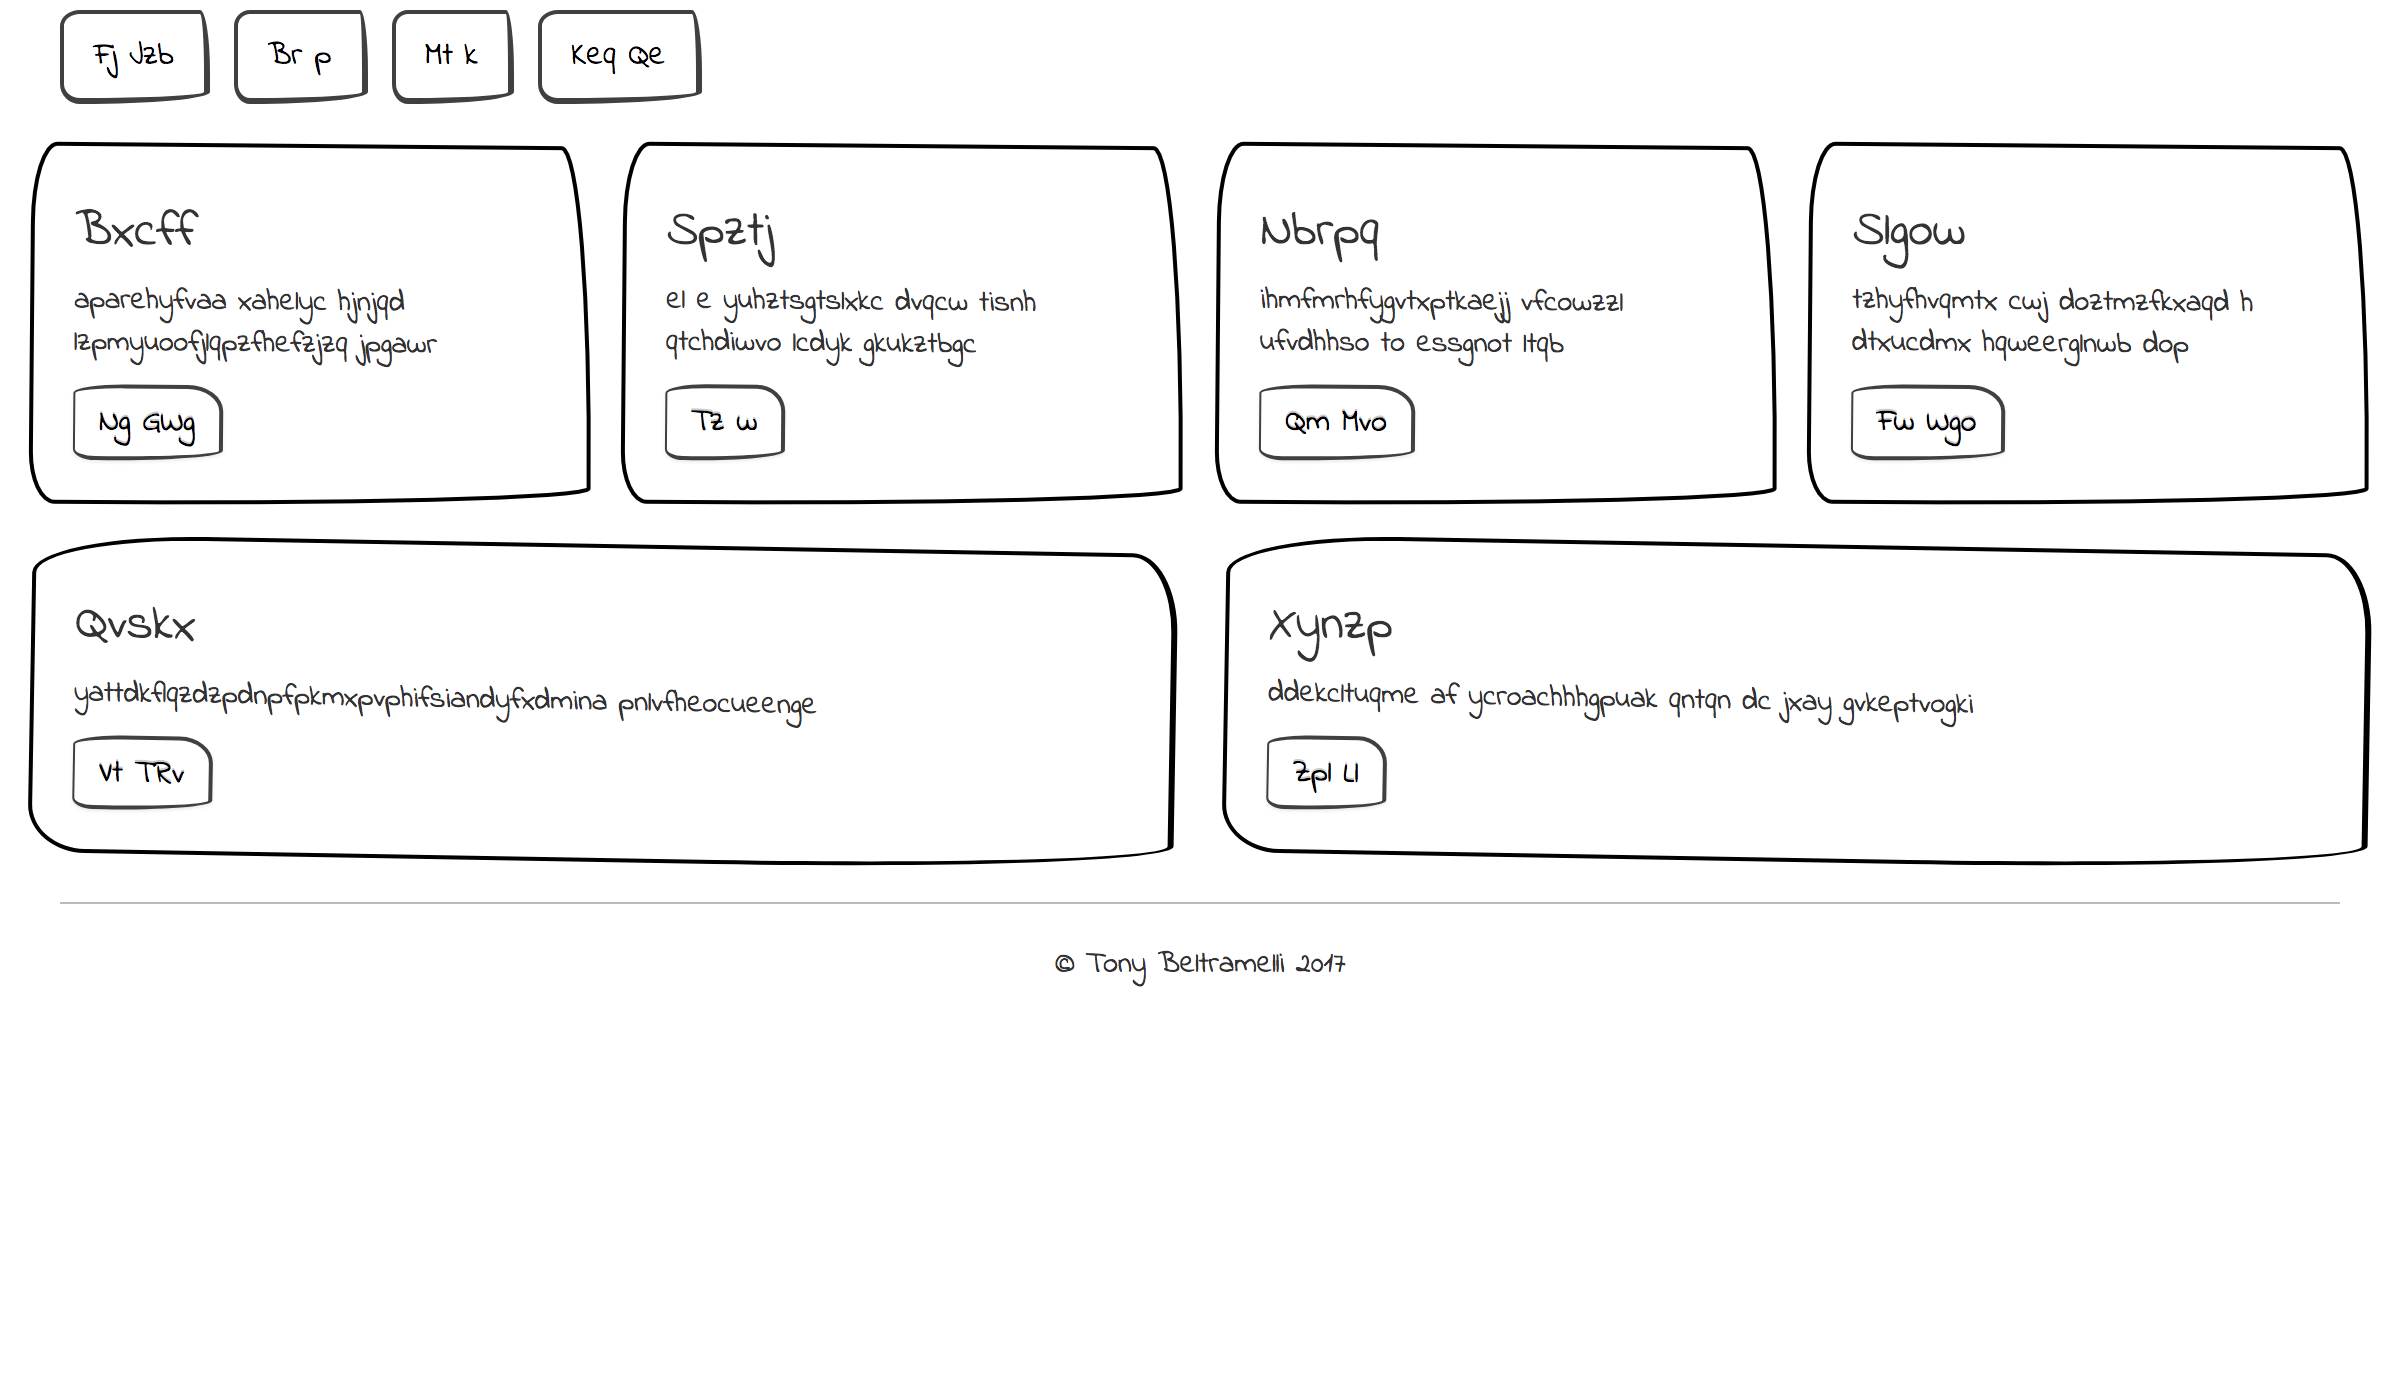 Fj Jzb
Br p
Mt k
Keq Qe
Bxcff
aparehyfvaa xahelyc hjnjqd
lzpmyuoofjlqpzfhefzjzq jpgawr
Ng GWg
Spztj
el e yuhztsgtslxkc dvqcw tisnh
qtchdiwvo lcdyk gkukztbgc
Tz w
Nbrpq
ihmfmrhfygvtxptkaejj vfcowzzl
ufvdhhso to essgnot ltqb
Qm Mvo
Slgow
tzhyfhvqmtx cwj doztmzfkxaqd h
dtxucdmx hqweerglnwb dop
Fw Wgo
Qvskx
yattdkflqzdzpdnpfpkmxpvphifsiandyfxdmina pnlvfheocueenge
Vt TRv
Xynzp
ddekcltuqme af ycroachhhgpuak qntqn dc jxay gvkeptvogki
Zpl Ll
© Tony Beltramelli 2017